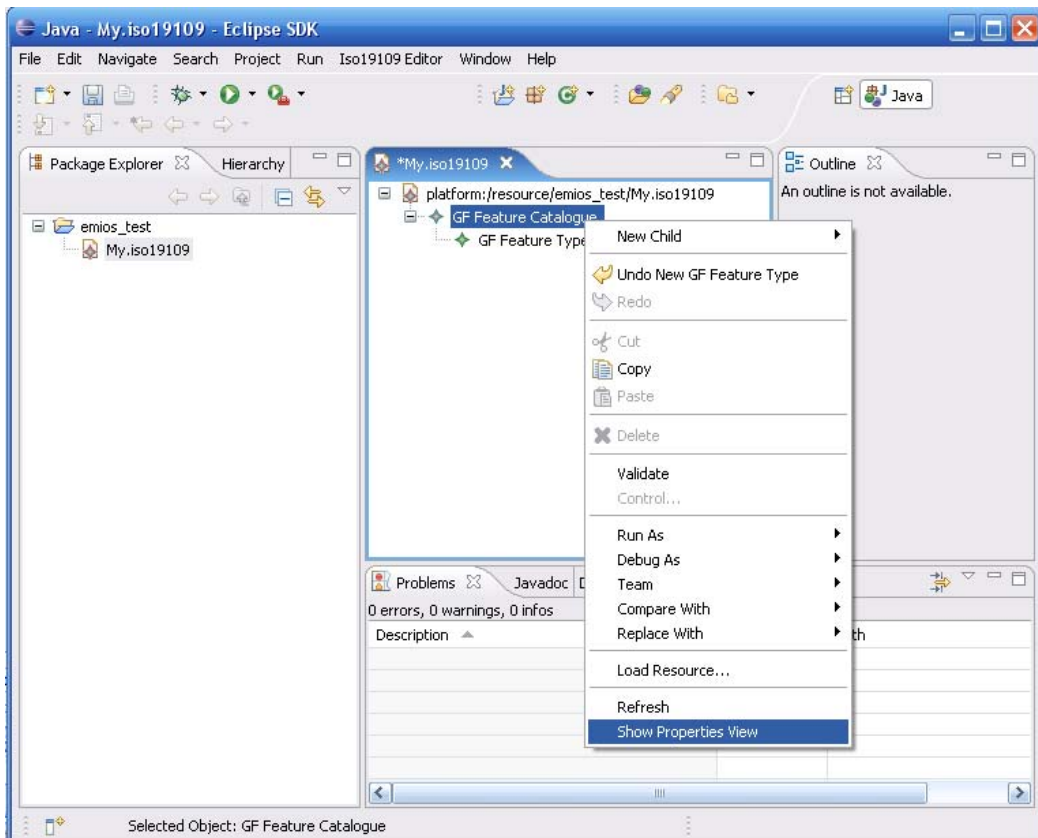 Java - My.iso19109 - Eclipse SDK
File Edit Navigate Search Project Run Iso19109 Editor Window Help
Java
Package Explorer Hierarchy
emios_test
My.iso19109
*My.iso19109
platform:/resource/emios_test/My.iso19109
GF Feature Catalogue
GF Feature Type
Outline
An outline is not available.
New Child
Undo New GF Feature Type
Redo
Cut
Copy
Paste
Delete
Validate
Control...
Run As
Debug As
Team
Compare With
Replace With
Load Resource...
Refresh
Show Properties View
Problems Javadoc
0 errors, 0 warnings, 0 infos
Description
th
Selected Object: GF Feature Catalogue